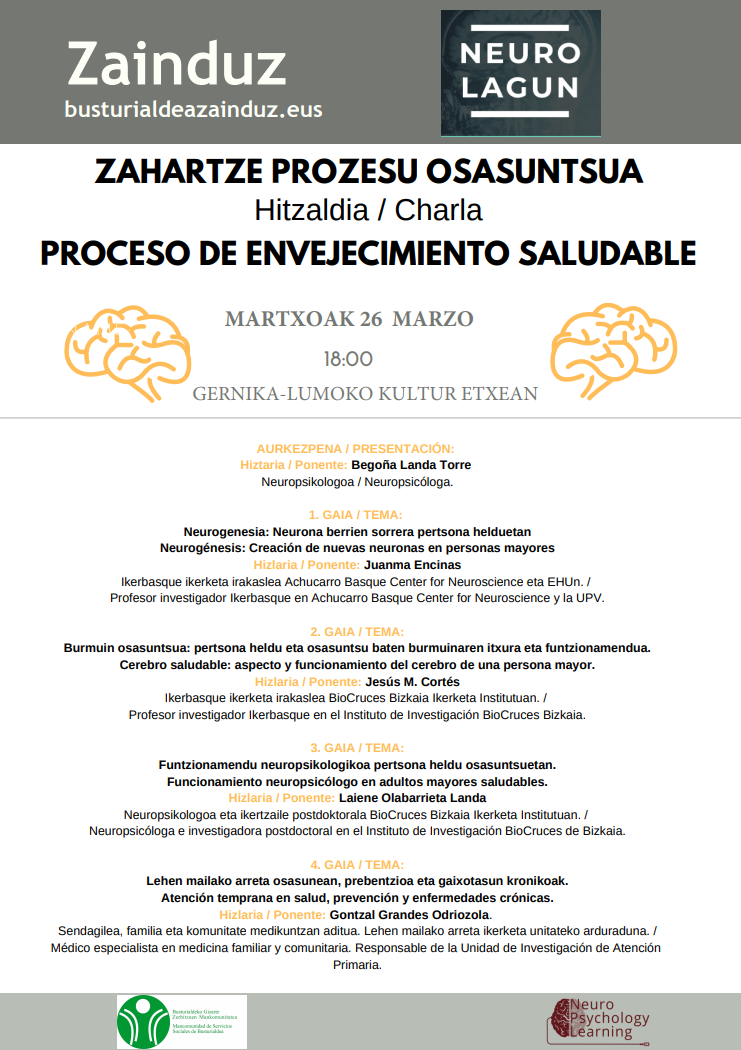 Zainduz
busturialdeazainduz.eus
NEURO
LAGUN
ZAHARTZE PROZESU OSASUNTSUA
Hitzaldia / Charla
PROCESO DE ENVEJECIMIENTO SALUDABLE
MARTXOAK 26 MARZO
18:00
GERNIKA-LUMOKO KULTUR ETXEAN
AURKEZPENA / PRESENTACIÓN:
Hiztaria / Ponente: Begoña Landa Torre
Neuropsikologoa / Neuropsicóloga.
1. GAIA / TEMA:
Neurogenesia: Neurona berrien sorrera pertsona helduetan
Neurogénesis: Creación de nuevas neuronas en personas mayores
Hizlaria / Ponente: Juanma Encinas
Ikerbasque ikerketa irakaslea Achucarro Basque Center for Neuroscience eta EHUn. /
Profesor investigador Ikerbasque en Achucarro Basque Center for Neuroscience y la UPV.
2. GAIA / TEMA:
Burmuin osasuntsua: pertsona heldu eta osasuntsu baten burmuinaren itxura eta funtzionamendua.
Cerebro saludable: aspecto y funcionamiento del cerebro de una persona mayor.
Hizlaria / Ponente: Jesús M. Cortés
Ikerbasque ikerketa irakaslea BioCruces Bizkaia Ikerketa Institutuan. /
Profesor investigador Ikerbasque en el Instituto de Investigación BioCruces Bizkaia.
3. GAIA / TEMA:
Funtzionamendu neuropsikologikoa pertsona heldu osasuntsuetan.
Funcionamiento neuropsicólogo en adultos mayores saludables.
Hizlaria / Ponente: Laiene Olabarrieta Landa
Neuropsikologoa eta ikertzaile postdoktorala BioCruces Bizkaia Ikerketa Institutuan. /
Neuropsicóloga e investigadora postdoctoral en el Instituto de Investigación BioCruces de Bizkaia.
4. GAIA / TEMA:
Lehen mailako arreta osasunean, prebentzioa eta gaixotasun kronikoak.
Atención temprana en salud, prevención y enfermedades crónicas.
Hizlaria / Ponente: Gontzal Grandes Odriozola.
Sendagilea, familia eta komunitate medikuntzan aditua. Lehen mailako arreta ikerketa unitateko arduraduna. /
Médico especialista en medicina familiar y comunitaria. Responsable de la Unidad de Investigación de Atención
Primaria.
Busturialdeko Gizarte
Zerbitzuen Mankomunitatea
Mancomunidad de Servicios
Sociales de Busturialdea
Neuro
Psychology
Learning